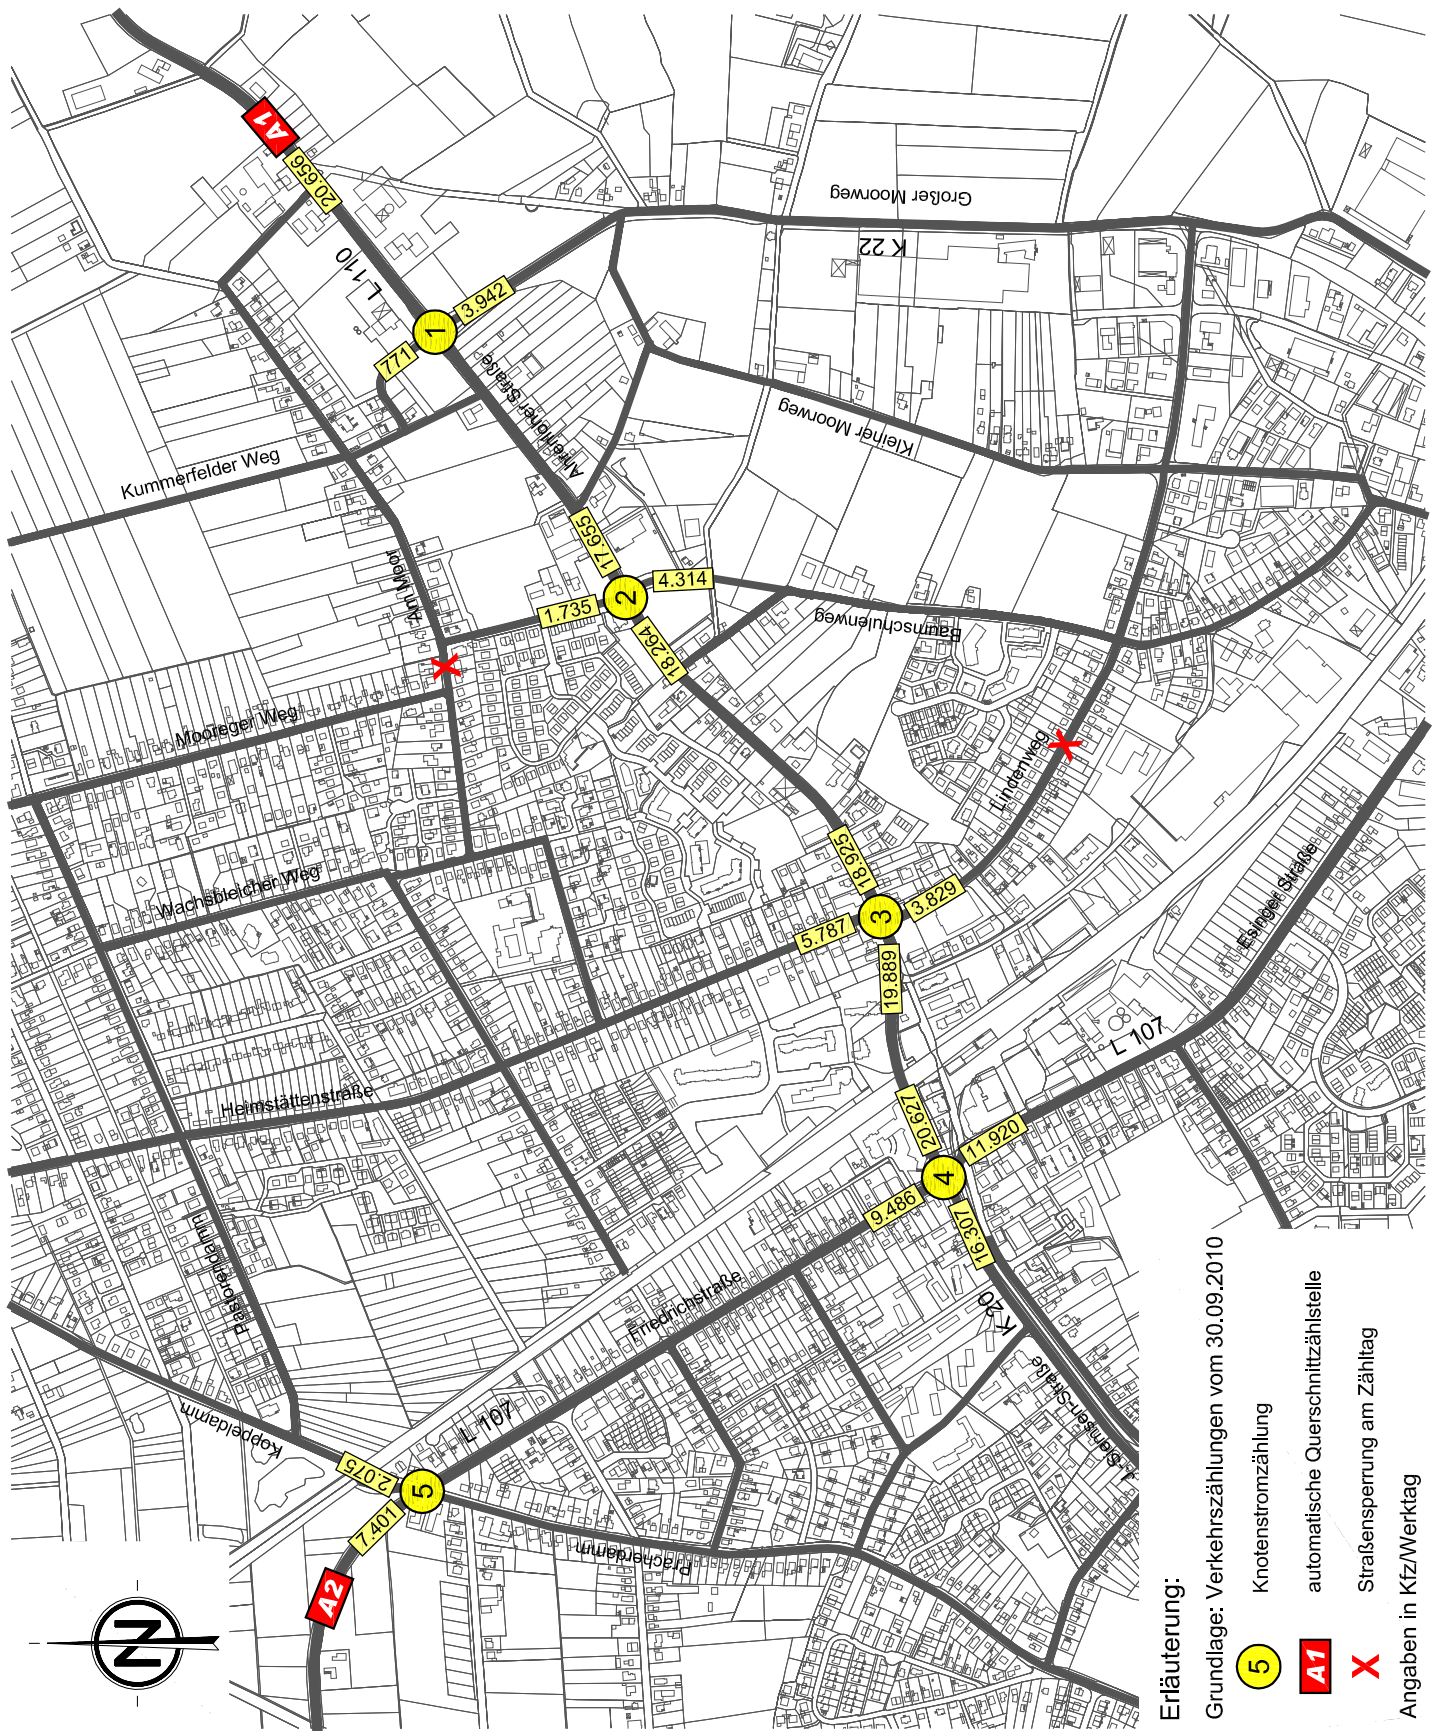 A1
20.656
L 110
Großer Moorweg
K 22
3.942
1
771
Ahrenloher Straße
Kummerfelder Weg
Kleiner Moorweg
Am Moor
17.655
2
4.314
1.735
18.264
Baumschulenweg
Mooreger Weg
Lindenweg
X
X
Wachsbleicher Weg
18.925
3
3.829
5.787
19.889
Esinger Straße
L 107
Heimstättenstraße
20.627
11.920
4
9.486
16.307
K 20
Pastorendamm
Friedrichstraße
J.-Siemsen-Straße
Koppeldamm
L 107
2.075
5
7.401
Pracherdamm
A2
N
Erläuterung:
Grundlage: Verkehrszählungen vom 30.09.2010
5 Knotenstromzählung
A1 automatische Querschnittzählstelle
X Straßensperrung am Zähltag
Angaben in Kfz/Werktag